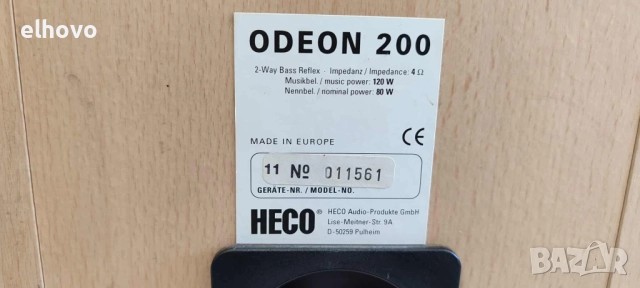 elhovo
ODEON 200
2-Way Bass Reflex - Impedanz / Impedance: 4 Ω
Musikbel. / music power: 120 W
Nennbel. / nominal power: 80 W
MADE IN EUROPE
CE
11 № 011561
GERÄTE-NR. / MODEL-NO.
HECO® HECO Audio-Produkte GmbH
Lise-Meitner-Str. 9A
D-50259 Pulheim
BAZAR
bg